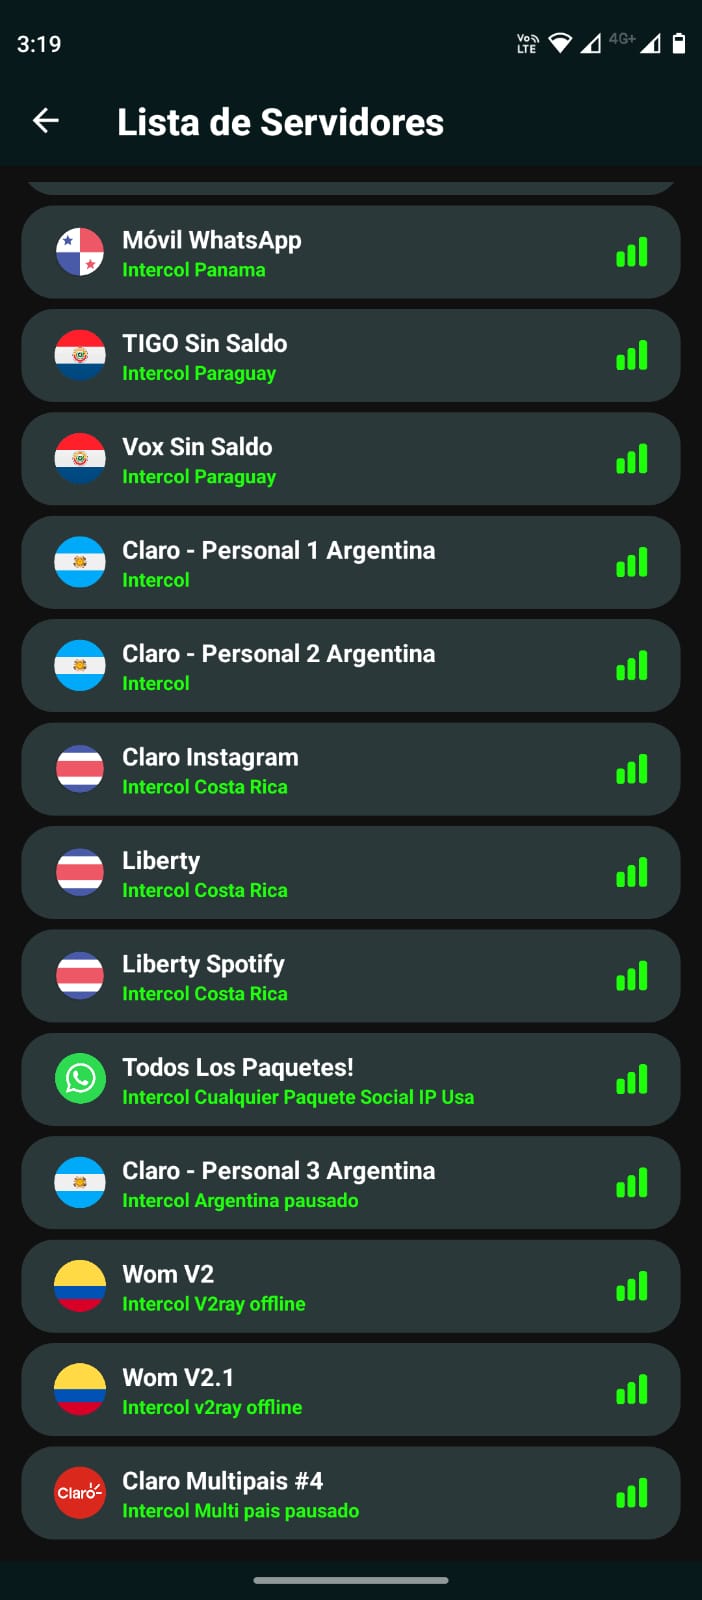 3:19
Vo
LTE
4G+
Lista de Servidores
Móvil WhatsApp
Intercol Panama
TIGO Sin Saldo
Intercol Paraguay
Vox Sin Saldo
Intercol Paraguay
Claro - Personal 1 Argentina
Intercol
Claro - Personal 2 Argentina
Intercol
Claro Instagram
Intercol Costa Rica
Liberty
Intercol Costa Rica
Liberty Spotify
Intercol Costa Rica
Todos Los Paquetes!
Intercol Cualquier Paquete Social IP Usa
Claro - Personal 3 Argentina
Intercol Argentina pausado
Wom V2
Intercol V2ray offline
Wom V2.1
Intercol v2ray offline
Claro
Claro Multipais #4
Intercol Multi pais pausado